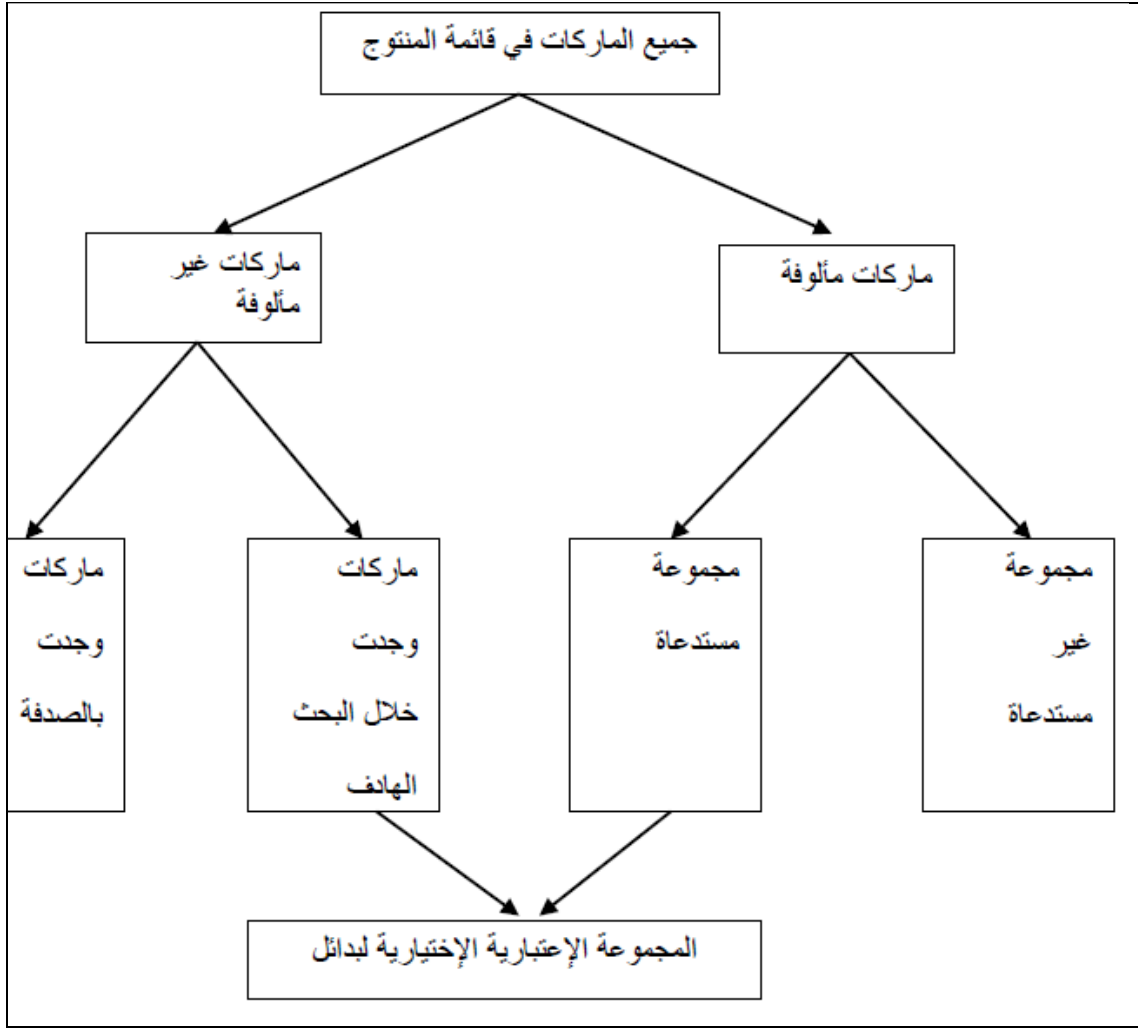 جميع الماركات في قائمة المنتوج
ماركات مألوفة
ماركات غير
مألوفة
مجموعة
غير
مستدعاة
مجموعة
مستدعاة
ماركات
وجدت
خلال البحث
الهادف
ماركات
وجدت
بالصدفة
المجموعة الإعتبارية الإختيارية لبدائل